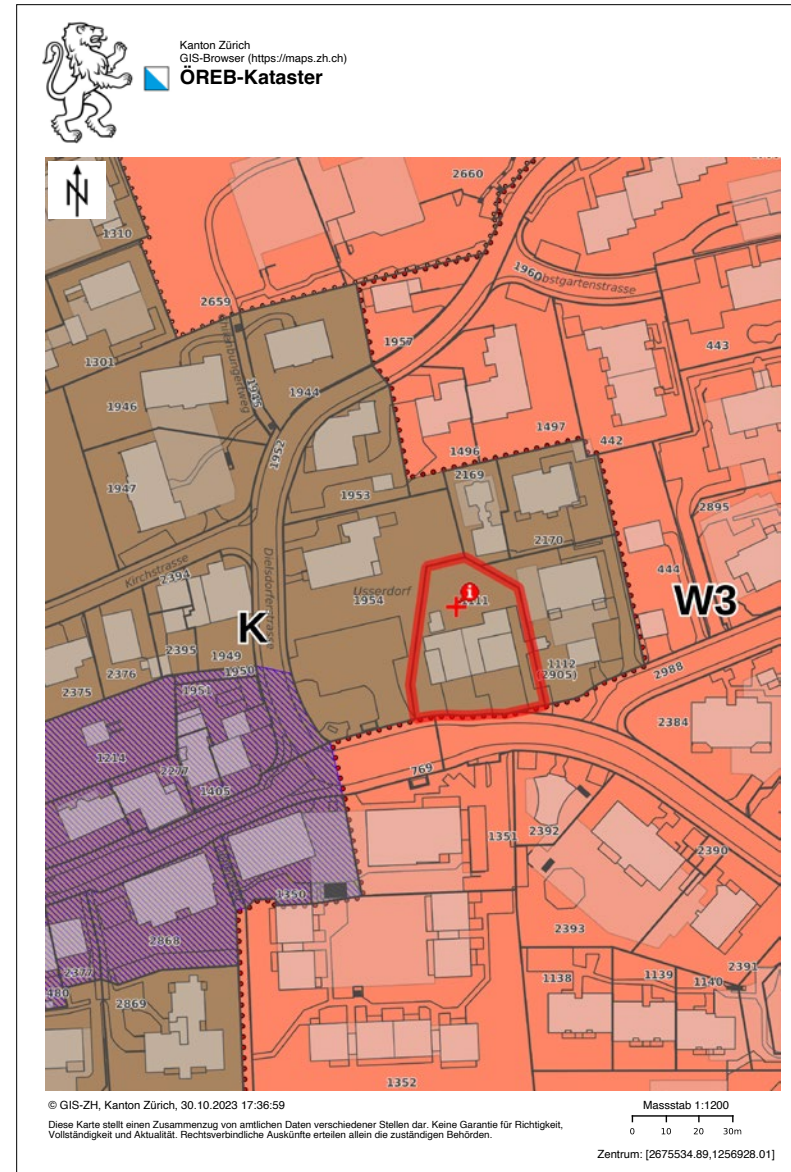 Kanton Zürich
GIS-Browser (https://maps.zh.ch)
ÖREB-Kataster
N
2660
1310
1960
Obstgartenstrasse
2659
1957
443
1301
1945
1944
1946
1497
442
1952
1496
2169
1947
1953
2895
2170
Kirchstrasse
2394
Dielsdorferstrasse
Usserdorf
1954
i
444
W3
K
2395
1949
1112
(2905)
2988
2375
2376
1950
1951
2384
1214
2277
769
1405
1351
2392
2390
1350
2393
2868
2391
2377
480
1138
1139
1140
2869
1352
© GIS-ZH, Kanton Zürich, 30.10.2023 17:36:59
Massstab 1:1200
Diese Karte stellt einen Zusammenzug von amtlichen Daten verschiedener Stellen dar. Keine Garantie für Richtigkeit,
Vollständigkeit und Aktualität. Rechtsverbindliche Auskünfte erteilen allein die zuständigen Behörden.
0 10 20 30m
Zentrum: [2675534.89,1256928.01]